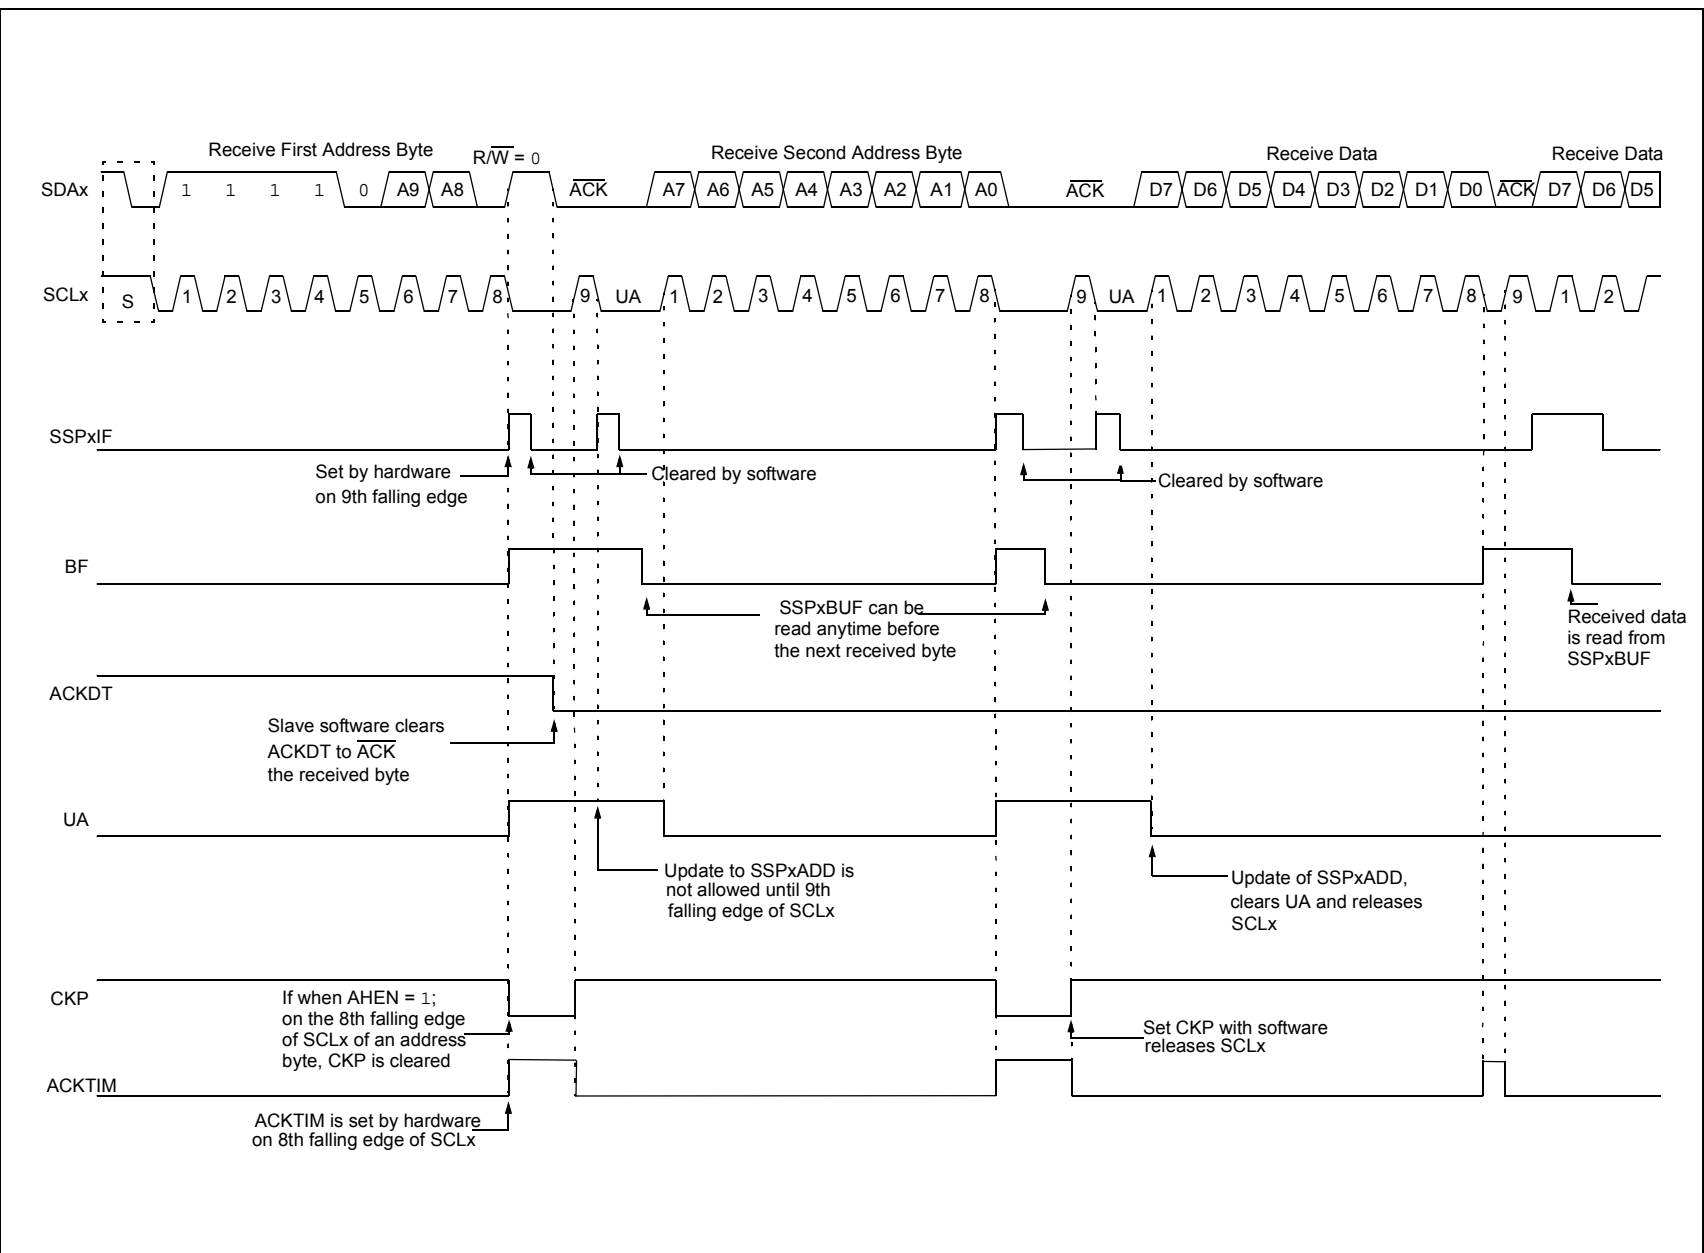 Receive First Address Byte
R/W = 0
Receive Second Address Byte
Receive Data
Receive Data
SDAx
1 1 1 1 0 A9 A8
ACK
A7 A6 A5 A4 A3 A2 A1 A0
ACK
D7 D6 D5 D4 D3 D2 D1 D0 ACK D7 D6 D5
SCLx
S
1 2 3 4 5 6 7 8 9 UA 1 2 3 4 5 6 7 8 9 UA 1 2 3 4 5 6 7 8 9 1 2
SSPxIF
Set by hardware
on 9th falling edge
Cleared by software
Cleared by software
BF
SSPxBUF can be
read anytime before
the next received byte
Received data
is read from
SSPxBUF
ACKDT
Slave software clears
ACKDT to ACK
the received byte
UA
Update to SSPxADD is
not allowed until 9th
falling edge of SCLx
Update of SSPxADD,
clears UA and releases
SCLx
CKP
If when AHEN = 1;
on the 8th falling edge
of SCLx of an address
byte, CKP is cleared
Set CKP with software
releases SCLx
ACKTIM
ACKTIM is set by hardware
on 8th falling edge of SCLx